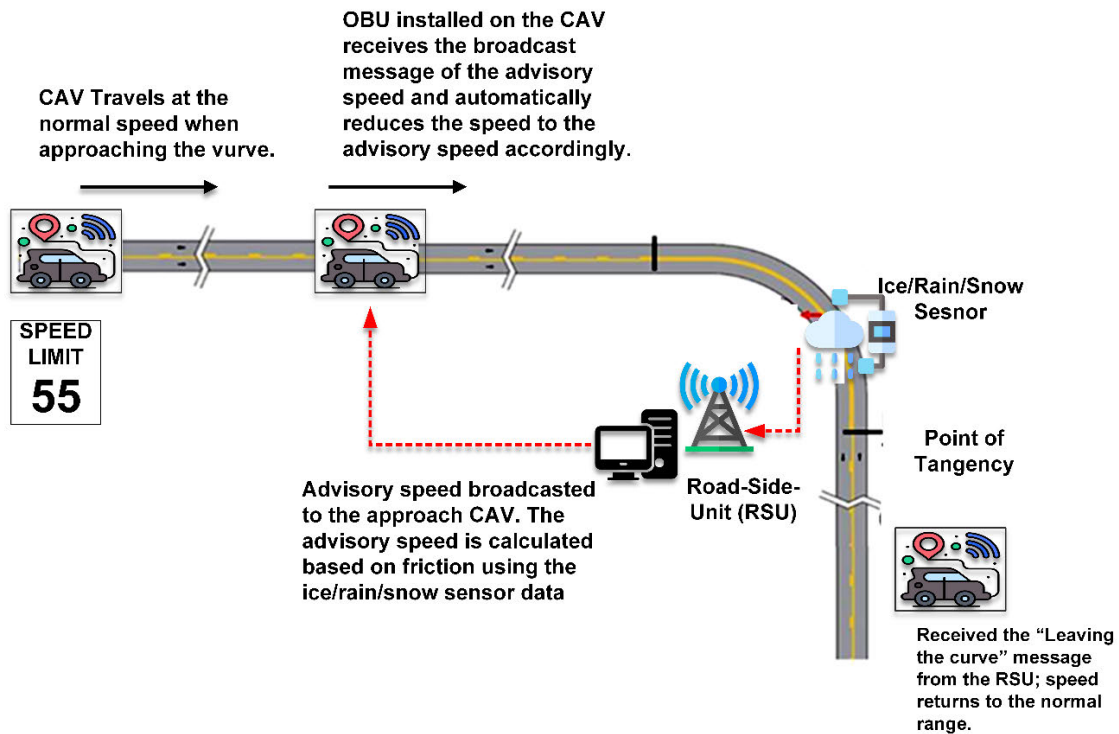 OBU installed on the CAV
receives the broadcast
message of the advisory
speed and automatically
reduces the speed to the
advisory speed accordingly.
CAV Travels at the
normal speed when
approaching the vurve.
SPEED
LIMIT
55
Ice/Rain/Snow
Sesnor
Point of
Tangency
Road-Side-
Unit (RSU)
Advisory speed broadcasted
to the approach CAV. The
advisory speed is calculated
based on friction using the
ice/rain/snow sensor data
Received the “Leaving
the curve” message
from the RSU; speed
returns to the normal
range.